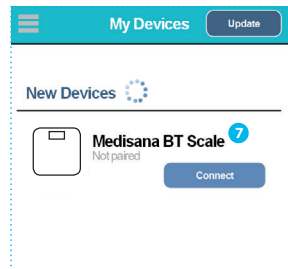 My Devices Update
New Devices
Medisana BT Scale 7
Not paired
Connect